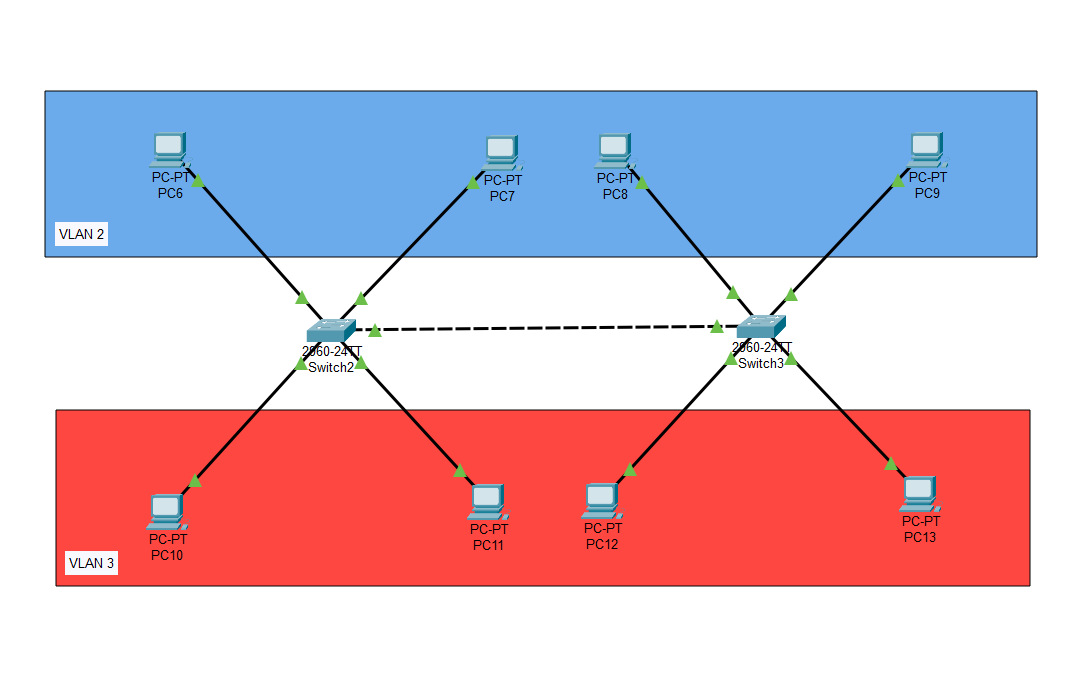 PC-PT
PC6
PC-PT
PC7
PC-PT
PC8
PC-PT
PC9
VLAN 2
2960-24TT
Switch2
2960-24TT
Switch3
PC-PT
PC10
PC-PT
PC11
PC-PT
PC12
PC-PT
PC13
VLAN 3